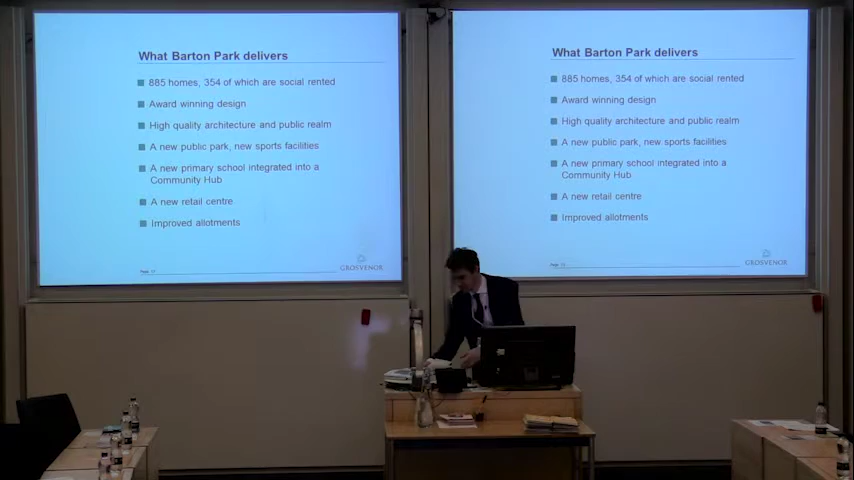 What Barton Park delivers
885 homes, 354 of which are social rented
Award winning design
High quality architecture and public realm
A new public park, new sports facilities
A new primary school integrated into a
Community Hub
A new retail centre
Improved allotments
GROSVENOR
What Barton Park delivers
885 homes, 354 of which are social rented
Award winning design
High quality architecture and public realm
A new public park, new sports facilities
A new primary school integrated into a
Community Hub
A new retail centre
Improved allotments
GROSVENOR